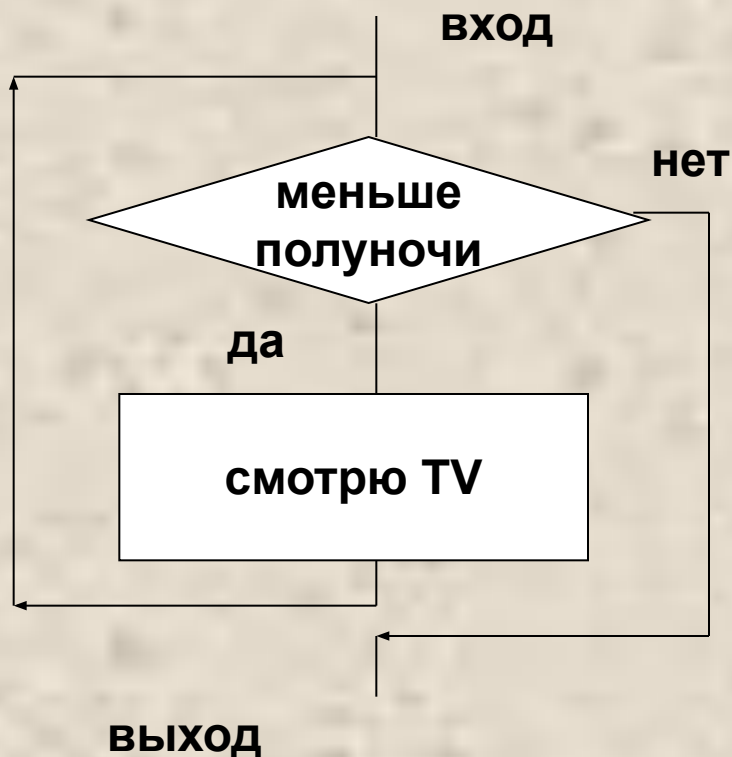 вход
нет
меньше
полуночи
да
смотрю TV
выход